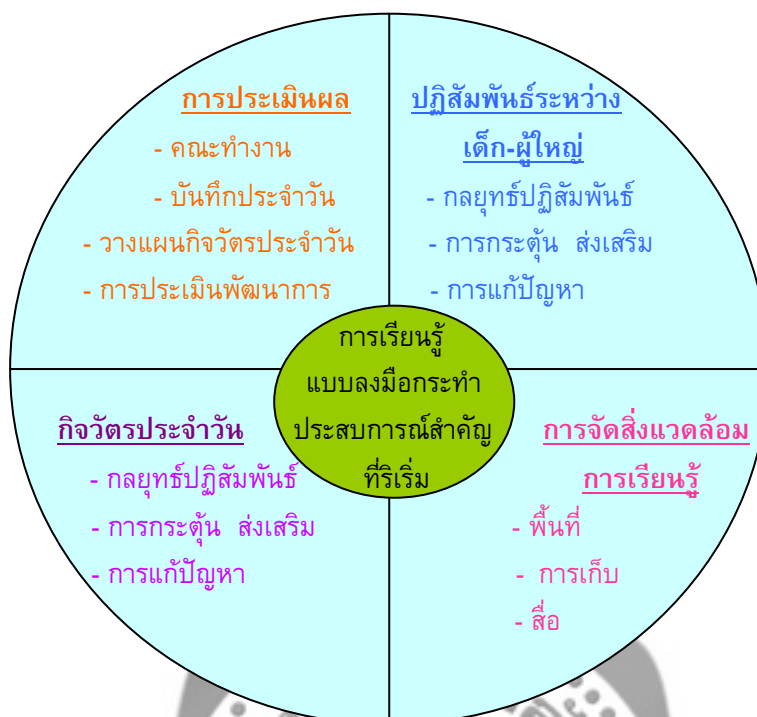 การประเมินผล
- คณะทำงาน
- บันทึกประจำวัน
- วางแผนกิจวัตรประจำวัน
- การประเมินพัฒนาการ
ปฏิสัมพันธ์ระหว่าง
เด็ก-ผู้ใหญ่
- กลยุทธ์ปฏิสัมพันธ์
- การกระตุ้น ส่งเสริม
- การแก้ปัญหา
การเรียนรู้
แบบลงมือกระทำ
ประสบการณ์สำคัญ
ที่ริเริ่ม
กิจวัตรประจำวัน
- กลยุทธ์ปฏิสัมพันธ์
- การกระตุ้น ส่งเสริม
- การแก้ปัญหา
การจัดสิ่งแวดล้อม
การเรียนรู้
- พื้นที่
- การเก็บ
- สื่อ